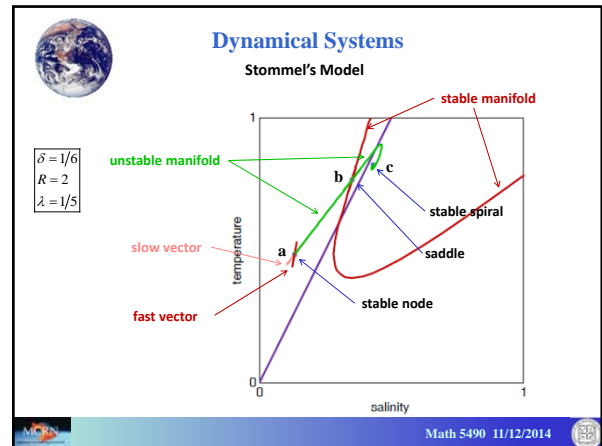 Dynamical Systems
Stommel's Model
stable manifold
1
δ = 1/6
R = 2
λ = 1/5
unstable manifold
b
c
stable spiral
slow vector
a
saddle
temperature
fast vector
stable node
0
0
1
salinity
MCRN
Math 5490 11/12/2014